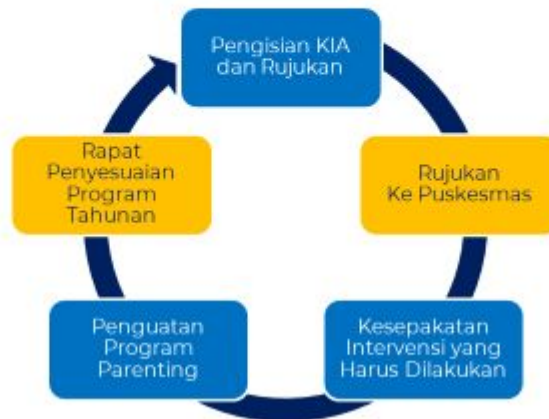 Pengisian KIA
dan Rujukan
Rujukan
Ke Puskesmas
Kesepakatan
Intervensi yang
Harus Dilakukan
Penguatan
Program
Parenting
Rapat
Penyesuaian
Program
Tahunan